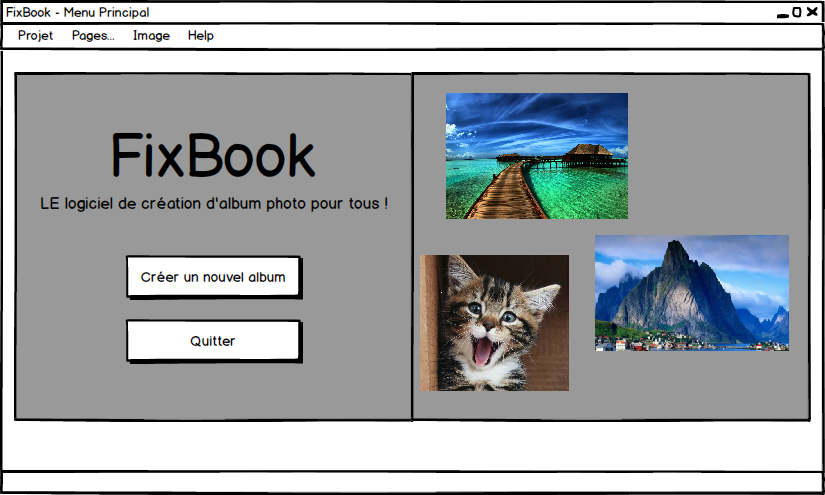 FixBook - Menu Principal
Projet Pages... Image Help
FixBook
LE logiciel de création d'album photo pour tous !
Créer un nouvel album
Quitter